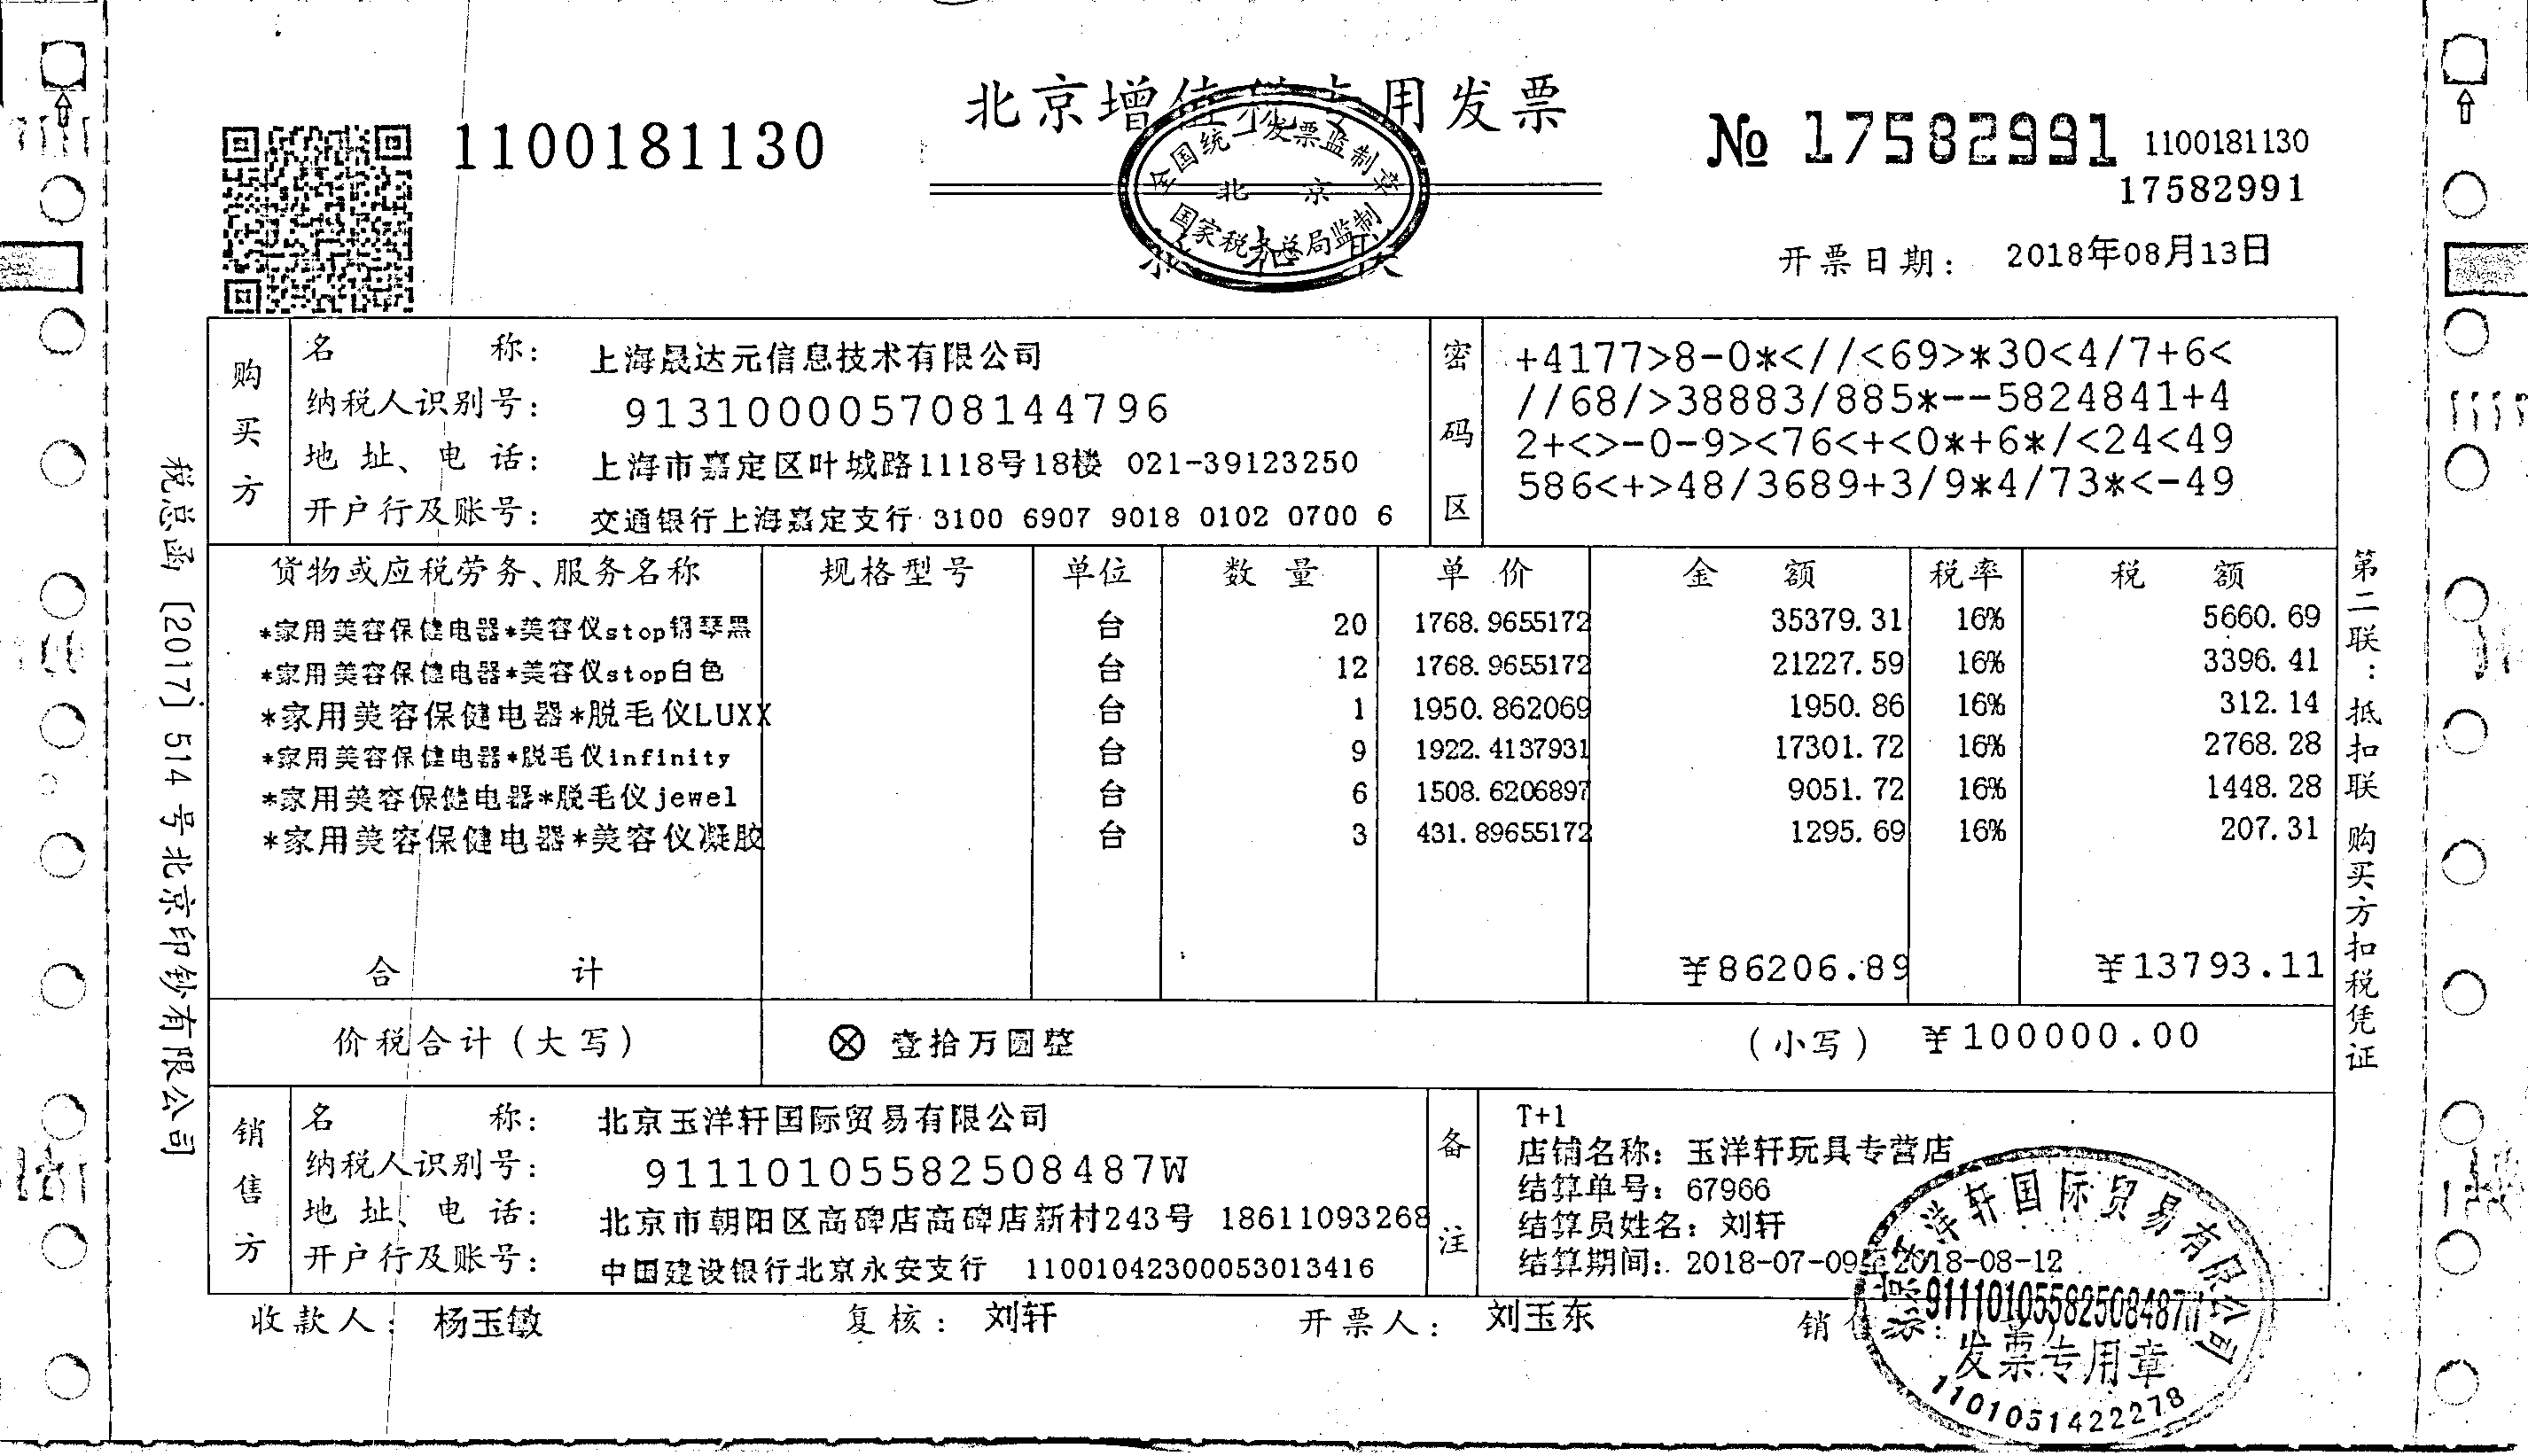 北京增值税专用发票
1100181130
№ 17582991 1100181130
17582991
全国统一发票监制章
北 京
国家税务总局监制
抵 扣 联
开票日期： 2018年08月13日
购买方
名 称： 上海晟达元信息技术有限公司
纳税人识别号： 913100005708144796
地 址、电 话： 上海市嘉定区叶城路1118号18楼 021-39123250
开户行及账号： 交通银行上海嘉定支行 3100 6907 9018 0102 0700 6
密码区
+4177>8-0*<//<69>*30<4/7+6<
//68/>38883/885*--5824841+4
2+<>-0-9><76<+<0*+6*/<24<49
586<+>48/3689+3/9*4/73*<-49
货物或应税劳务、服务名称 规格型号 单位 数 量 单 价 金 额 税率 税 额
*家用美容保健电器*美容仪stop钢琴黑 台 20 1768.9655172 35379.31 16% 5660.69
*家用美容保健电器*美容仪stop白色 台 12 1768.9655172 21227.59 16% 3396.41
*家用美容保健电器*脱毛仪LUXX 台 1 1950.862069 1950.86 16% 312.14
*家用美容保健电器*脱毛仪infinity 台 9 1922.4137931 17301.72 16% 2768.28
*家用美容保健电器*脱毛仪jewel 台 6 1508.6206897 9051.72 16% 1448.28
*家用美容保健电器*美容仪凝胶 台 3 431.89655172 1295.69 16% 207.31
合 计 ￥86206.89 ￥13793.11
价税合计（大写） ⊗ 壹拾万圆整 （小写） ￥100000.00
销售方
名 称： 北京玉洋轩国际贸易有限公司
纳税人识别号： 91110105582508487W
地 址、电 话： 北京市朝阳区高碑店高碑店新村243号 18611093268
开户行及账号： 中国建设银行北京永安支行 11001042300053013416
备注
T+1
店铺名称：玉洋轩玩具专营店
结算单号：67966
结算员姓名：刘轩
结算期间：2018-07-09至2018-08-12
收款人： 杨玉敏 复核： 刘轩 开票人： 刘玉东 销售
北京玉洋轩国际贸易有限公司
91110105582508487W
发票专用章
1101051422278
税总函〔2017〕514号北京印钞有限公司
第二联：抵扣联 购买方扣税凭证